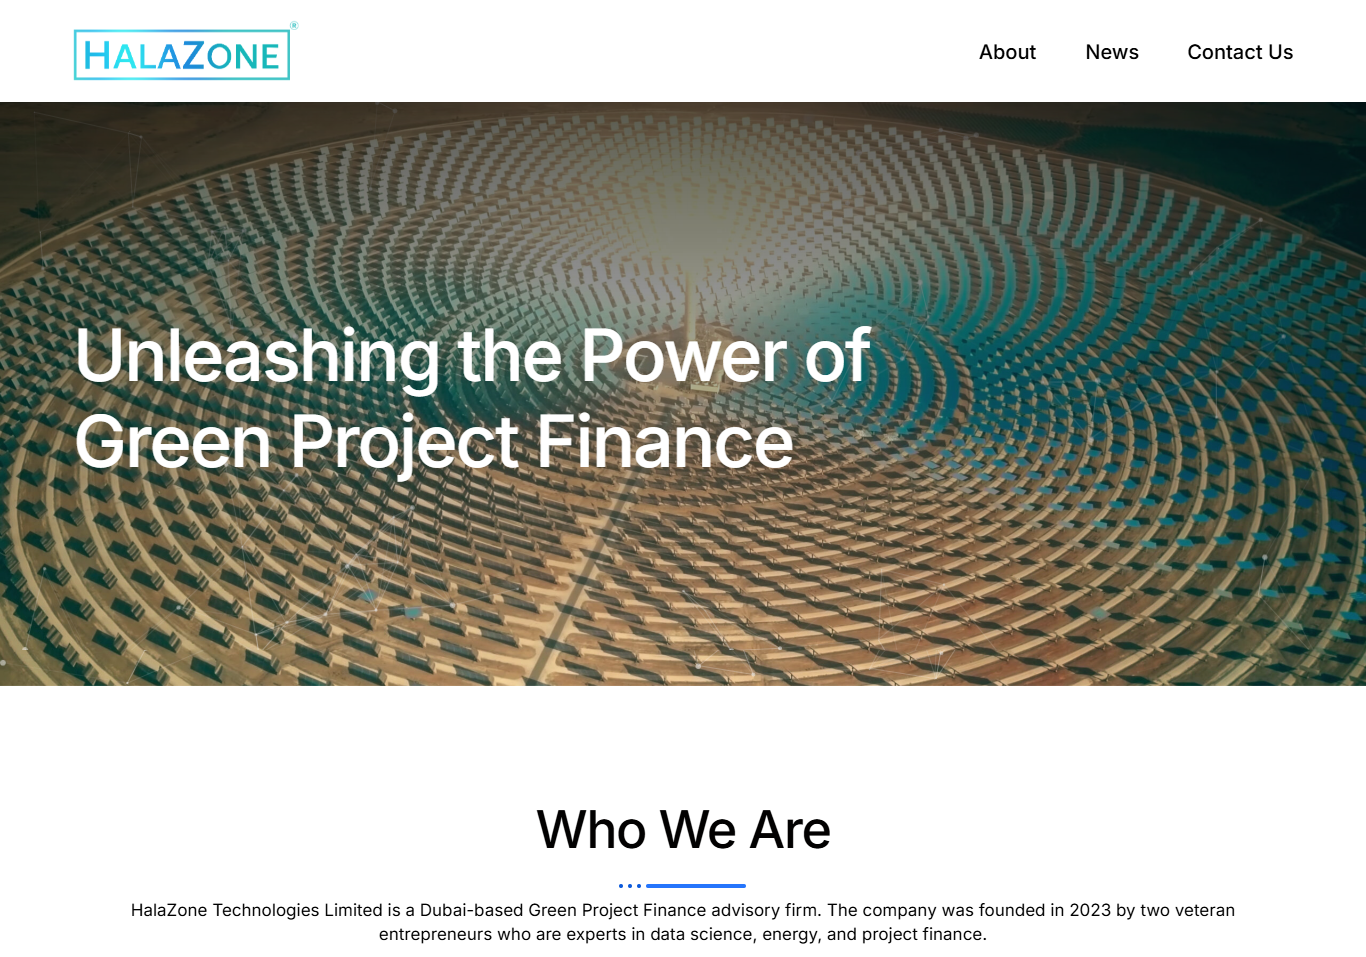 HALAZONE®
About
News
Contact Us
Unleashing the Power of
Green Project Finance
Who We Are
HalaZone Technologies Limited is a Dubai-based Green Project Finance advisory firm. The company was founded in 2023 by two veteran
entrepreneurs who are experts in data science, energy, and project finance.